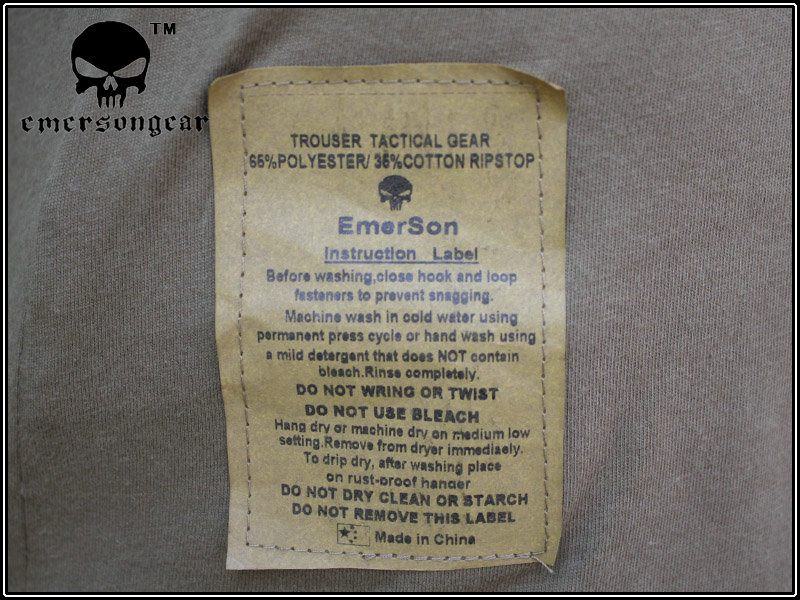 TM
emersongear
TROUSER TACTICAL GEAR
65%POLYESTER/ 35%COTTON RIPSTOP
EmerSon
Instruction Label
Before washing,close hook and loop
fasteners to prevent snagging.
Machine wash in cold water using
permanent press cycle or hand wash using
a mild detergent that does NOT contain
bleach.Rinse completely.
DO NOT WRING OR TWIST
DO NOT USE BLEACH
Hang dry or machine dry on medium low
setting.Remove from dryer immediaely.
To drip dry, after washing place
on rust-proof hander
DO NOT DRY CLEAN OR STARCH
DO NOT REMOVE THIS LABEL
Made in China